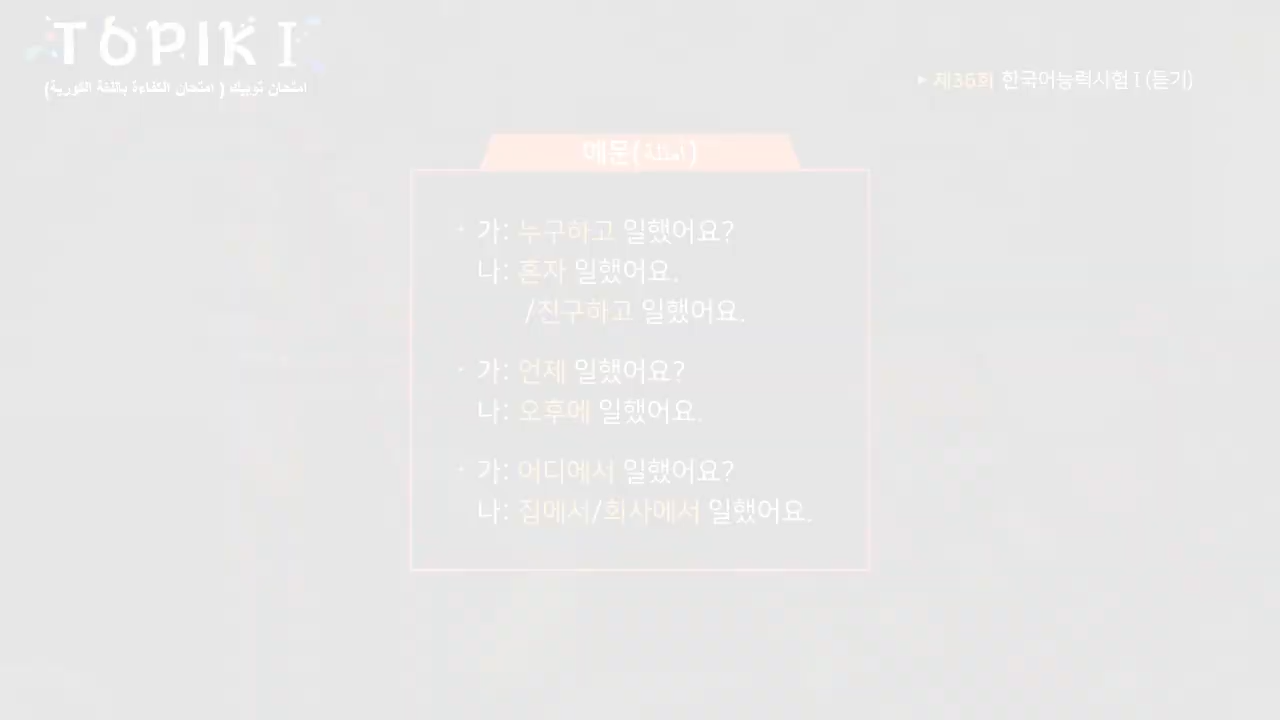 TOPIK I
امتحان توبيك ( امتحان الكفاءة باللغة الكورية)
▸ 제36회 한국어능력시험 I (듣기)
예문(امثلة)
· 가: 누구하고 일했어요?
나: 혼자 일했어요.
/친구하고 일했어요.
· 가: 언제 일했어요?
나: 오후에 일했어요.
· 가: 어디에서 일했어요?
나: 집에서/회사에서 일했어요.